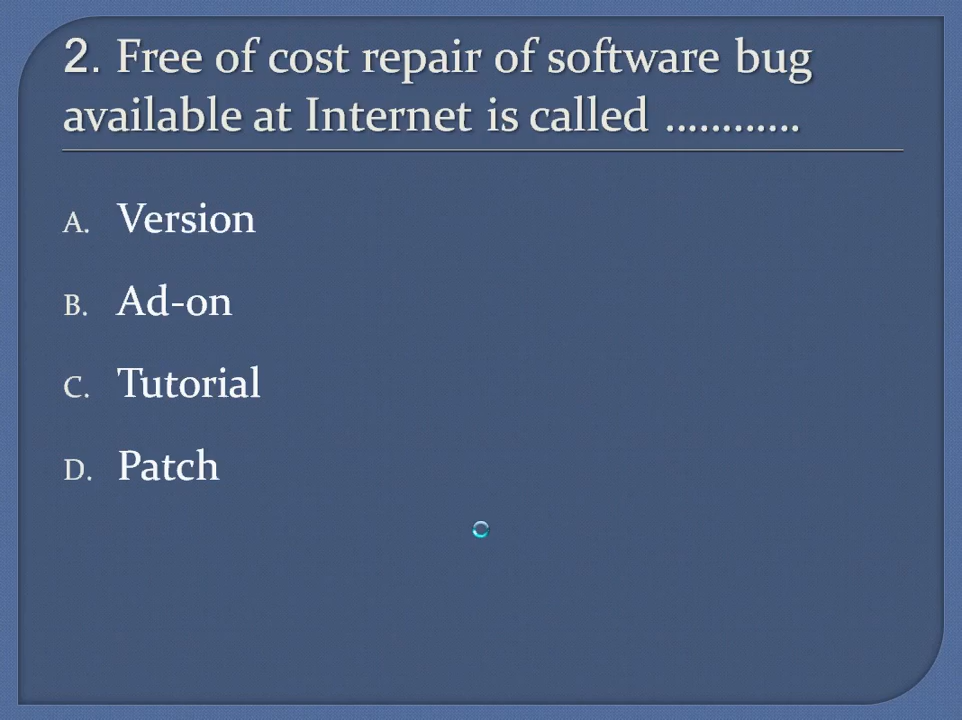 2. Free of cost repair of software bug
available at Internet is called ............
A. Version
B. Ad-on
C. Tutorial
D. Patch